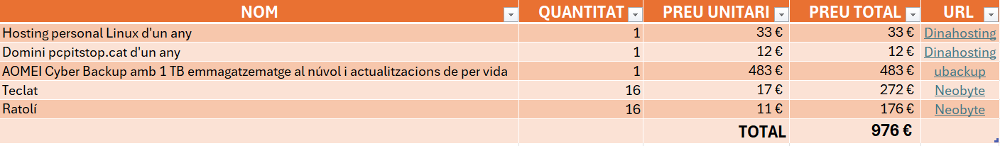 NOM QUANTITAT PREU UNITARI PREU TOTAL URL
Hosting personal Linux d'un any 1 33 € 33 € Dinahosting
Domini pcpitstop.cat d'un any 1 12 € 12 € Dinahosting
AOMEI Cyber Backup amb 1 TB emmagatzematge al núvol i actualitzacions de per vida 1 483 € 483 € ubackup
Teclat 16 17 € 272 € Neobyte
Ratolí 16 11 € 176 € Neobyte
TOTAL 976 €